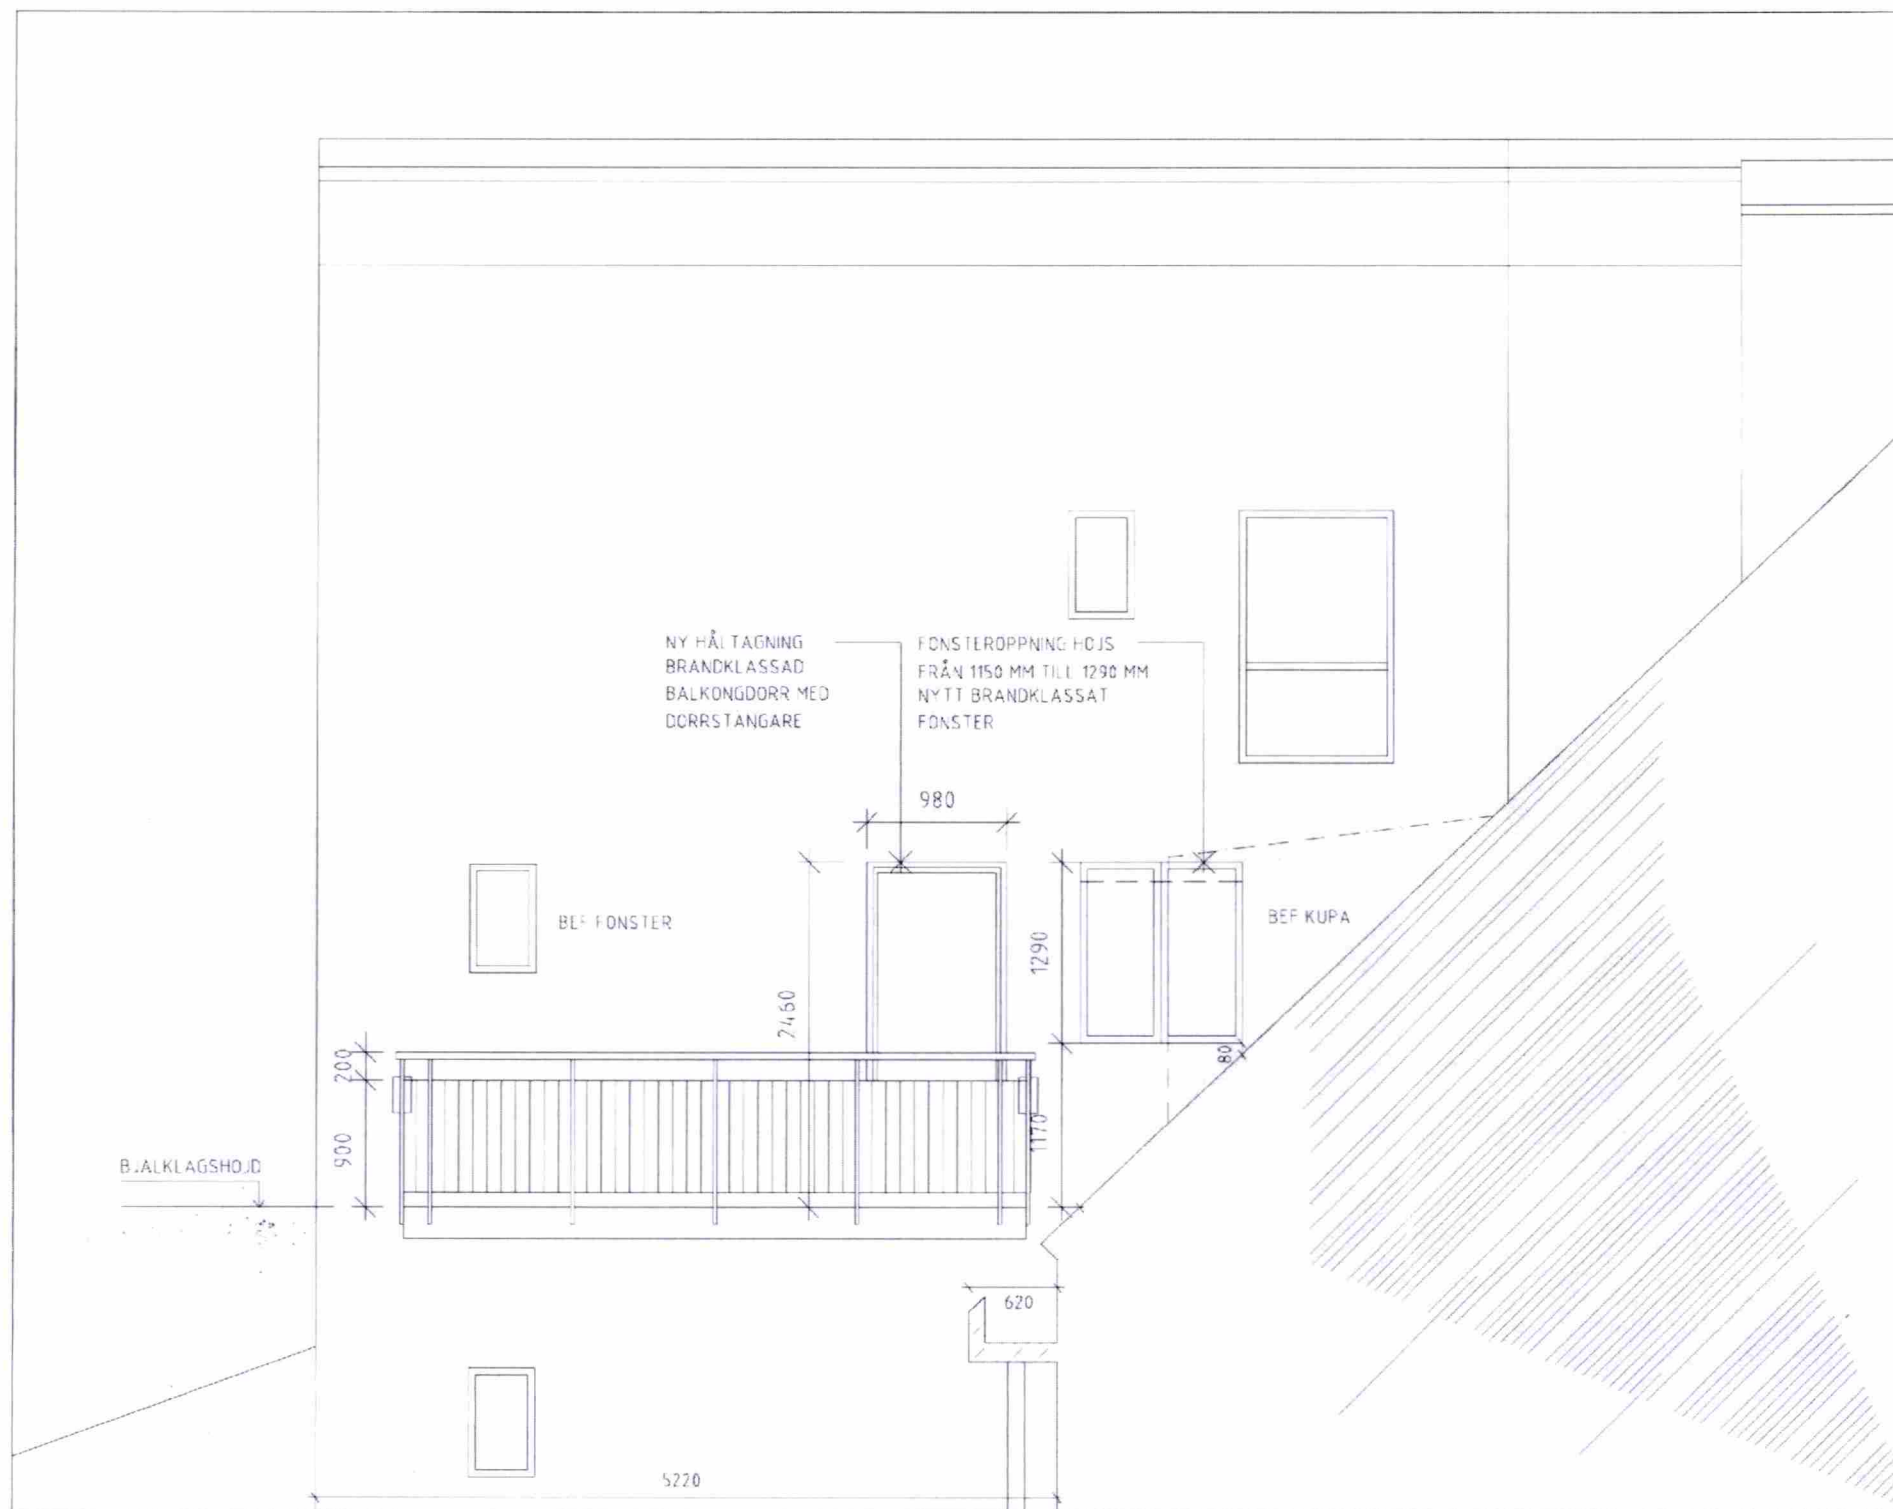 NY HÅLTAGNING
BRANDKLASSAD
BALKONGDORR MED
DORRSTANGARE
FONSTEROPPNING HOJS
FRÅN 1150 MM TILL 1290 MM
NYTT BRANDKLASSAT
FONSTER
980
BEF FONSTER
BEF KUPA
1290
2460
80
200
900
1170
BJALKLAGSHOJD
620
5220